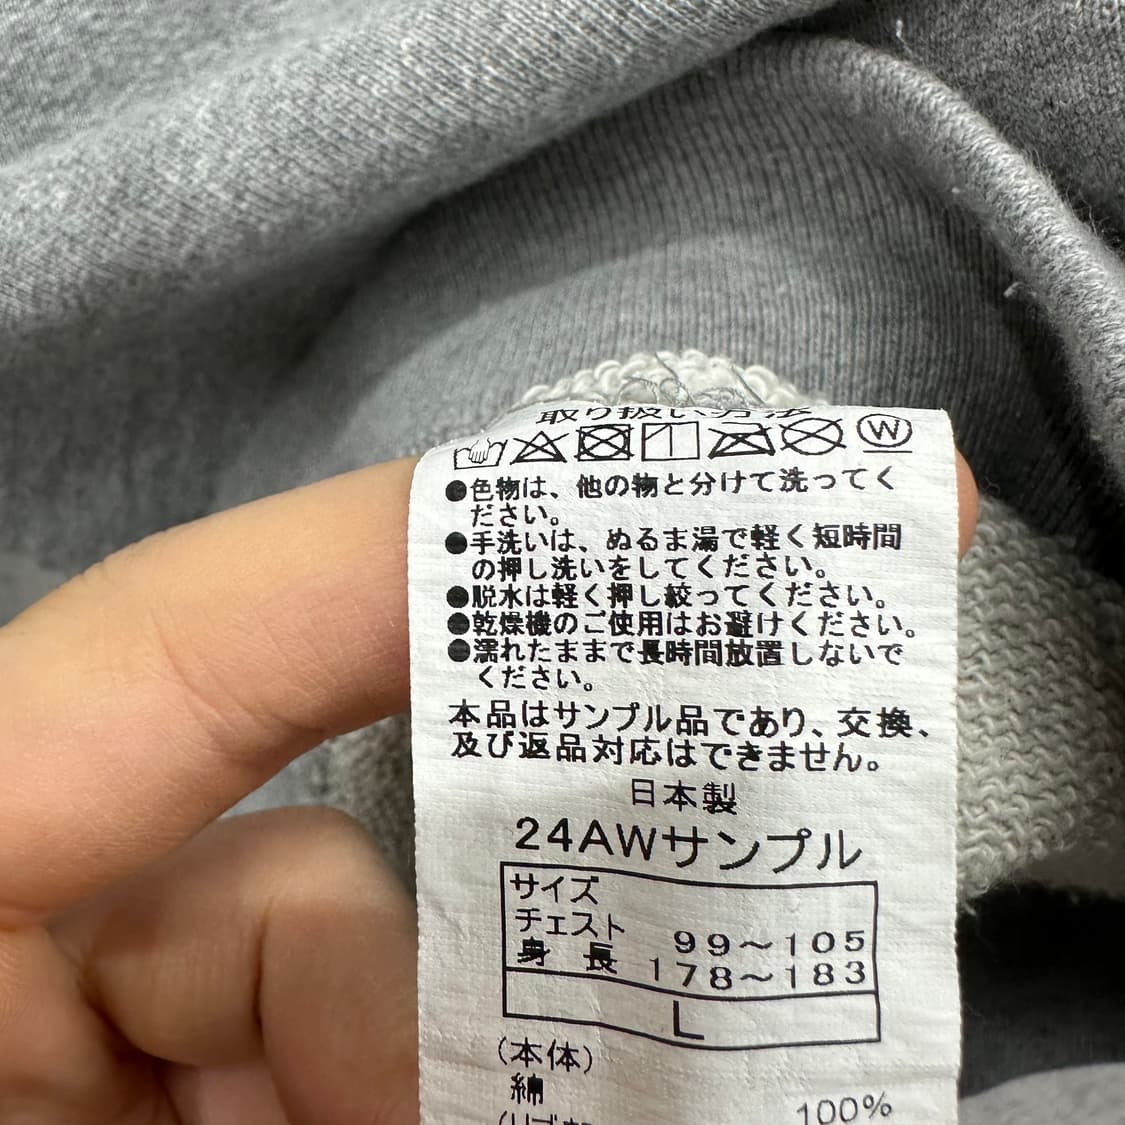 取り扱い方法
W
●色物は、他の物と分けて洗ってく
ださい。
●手洗いは、ぬるま湯で軽く短時間
の押し洗いをしてください。
●脱水は軽く押し絞ってください。
●乾燥機のご使用はお避けください。
●濡れたままで長時間放置しないで
ください。
本品はサンプル品であり、交換、
及び返品対応はできません。
日本製
24AWサンプル
サイズ
チェスト 99～105
身長 178～183
L
(本体)
綿 100%